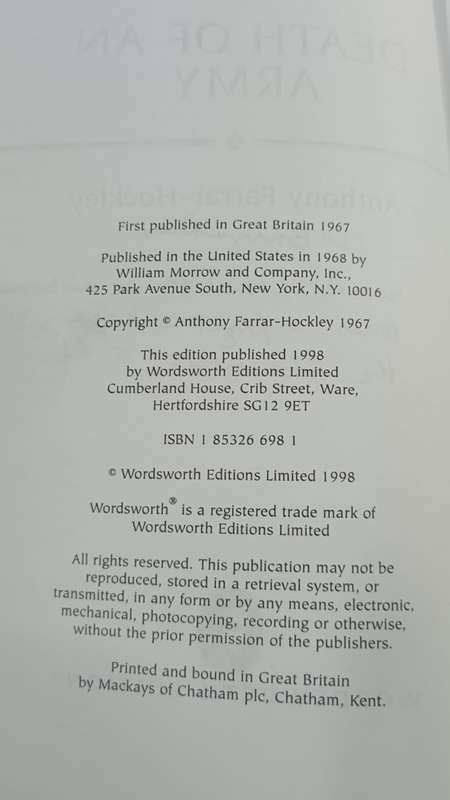 First published in Great Britain 1967
Published in the United States in 1968 by
William Morrow and Company, Inc.,
425 Park Avenue South, New York, N.Y. 10016
Copyright © Anthony Farrar-Hockley 1967
This edition published 1998
by Wordsworth Editions Limited
Cumberland House, Crib Street, Ware,
Hertfordshire SG12 9ET
ISBN 1 85326 698 1
© Wordsworth Editions Limited 1998
Wordsworth® is a registered trade mark of
Wordsworth Editions Limited
All rights reserved. This publication may not be
reproduced, stored in a retrieval system, or
transmitted, in any form or by any means, electronic,
mechanical, photocopying, recording or otherwise,
without the prior permission of the publishers.
Printed and bound in Great Britain
by Mackays of Chatham plc, Chatham, Kent.